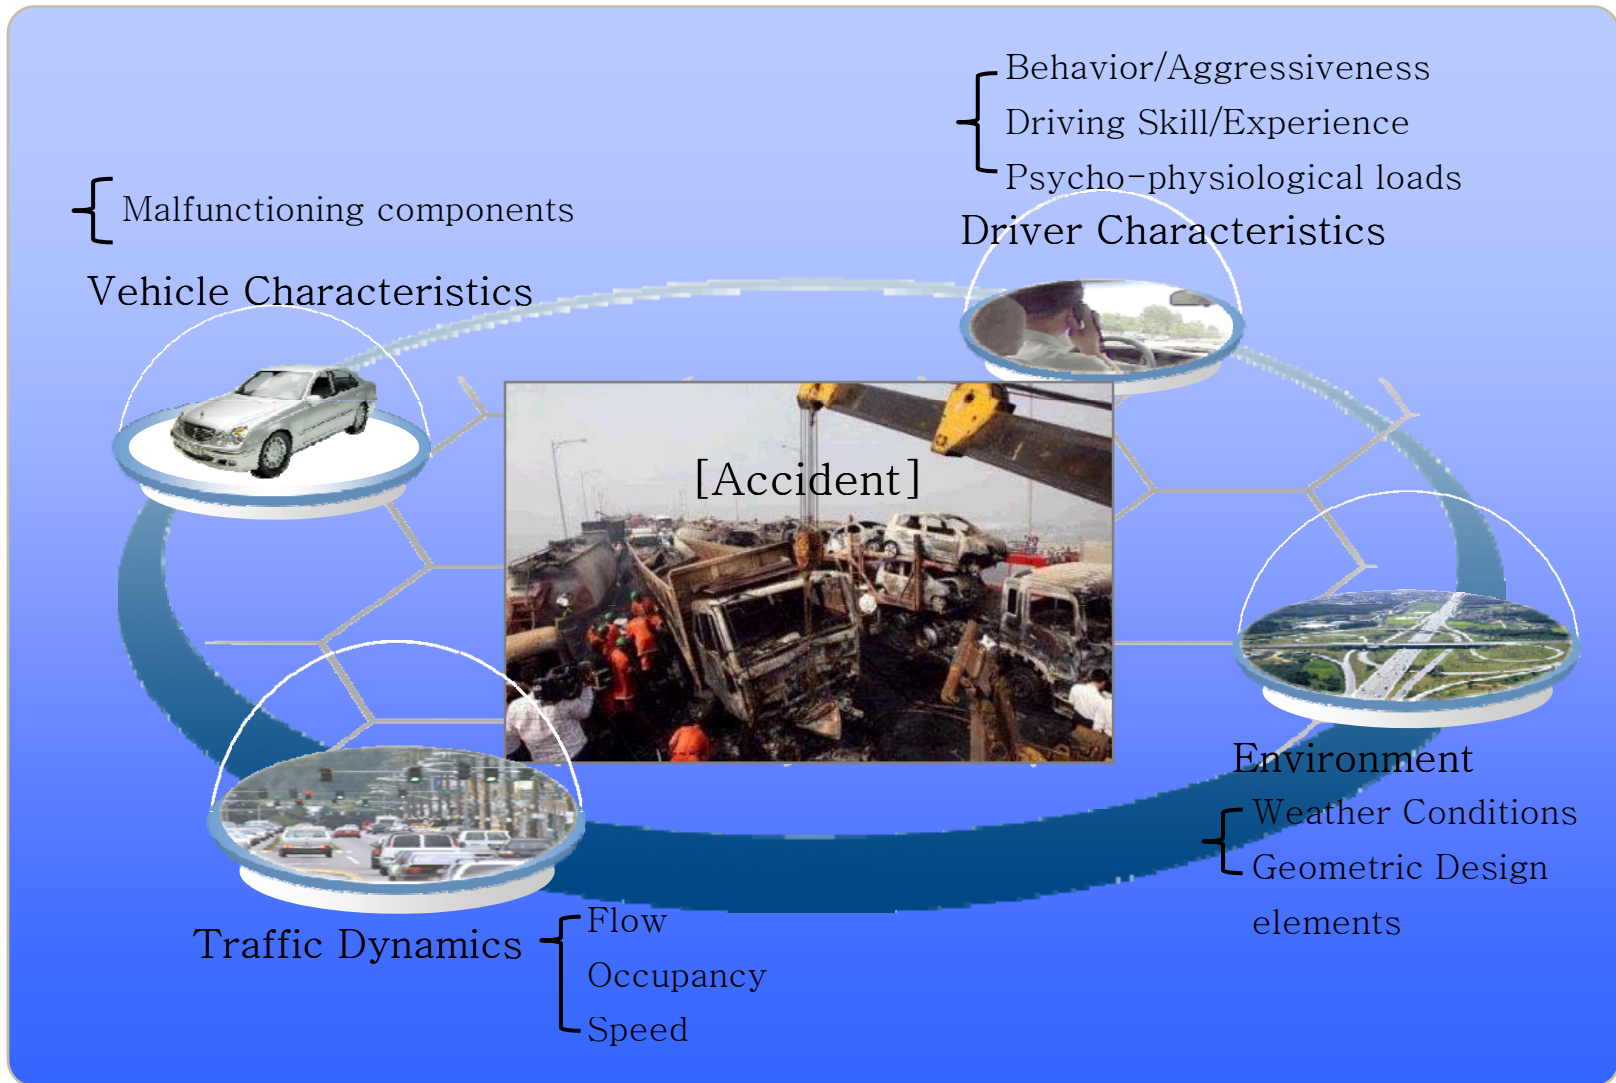 Behavior/Aggressiveness
Driving Skill/Experience
Psycho-physiological loads
Driver Characteristics
Malfunctioning components
Vehicle Characteristics
[Accident]
Environment
Weather Conditions
Geometric Design
elements
Traffic Dynamics
Flow
Occupancy
Speed